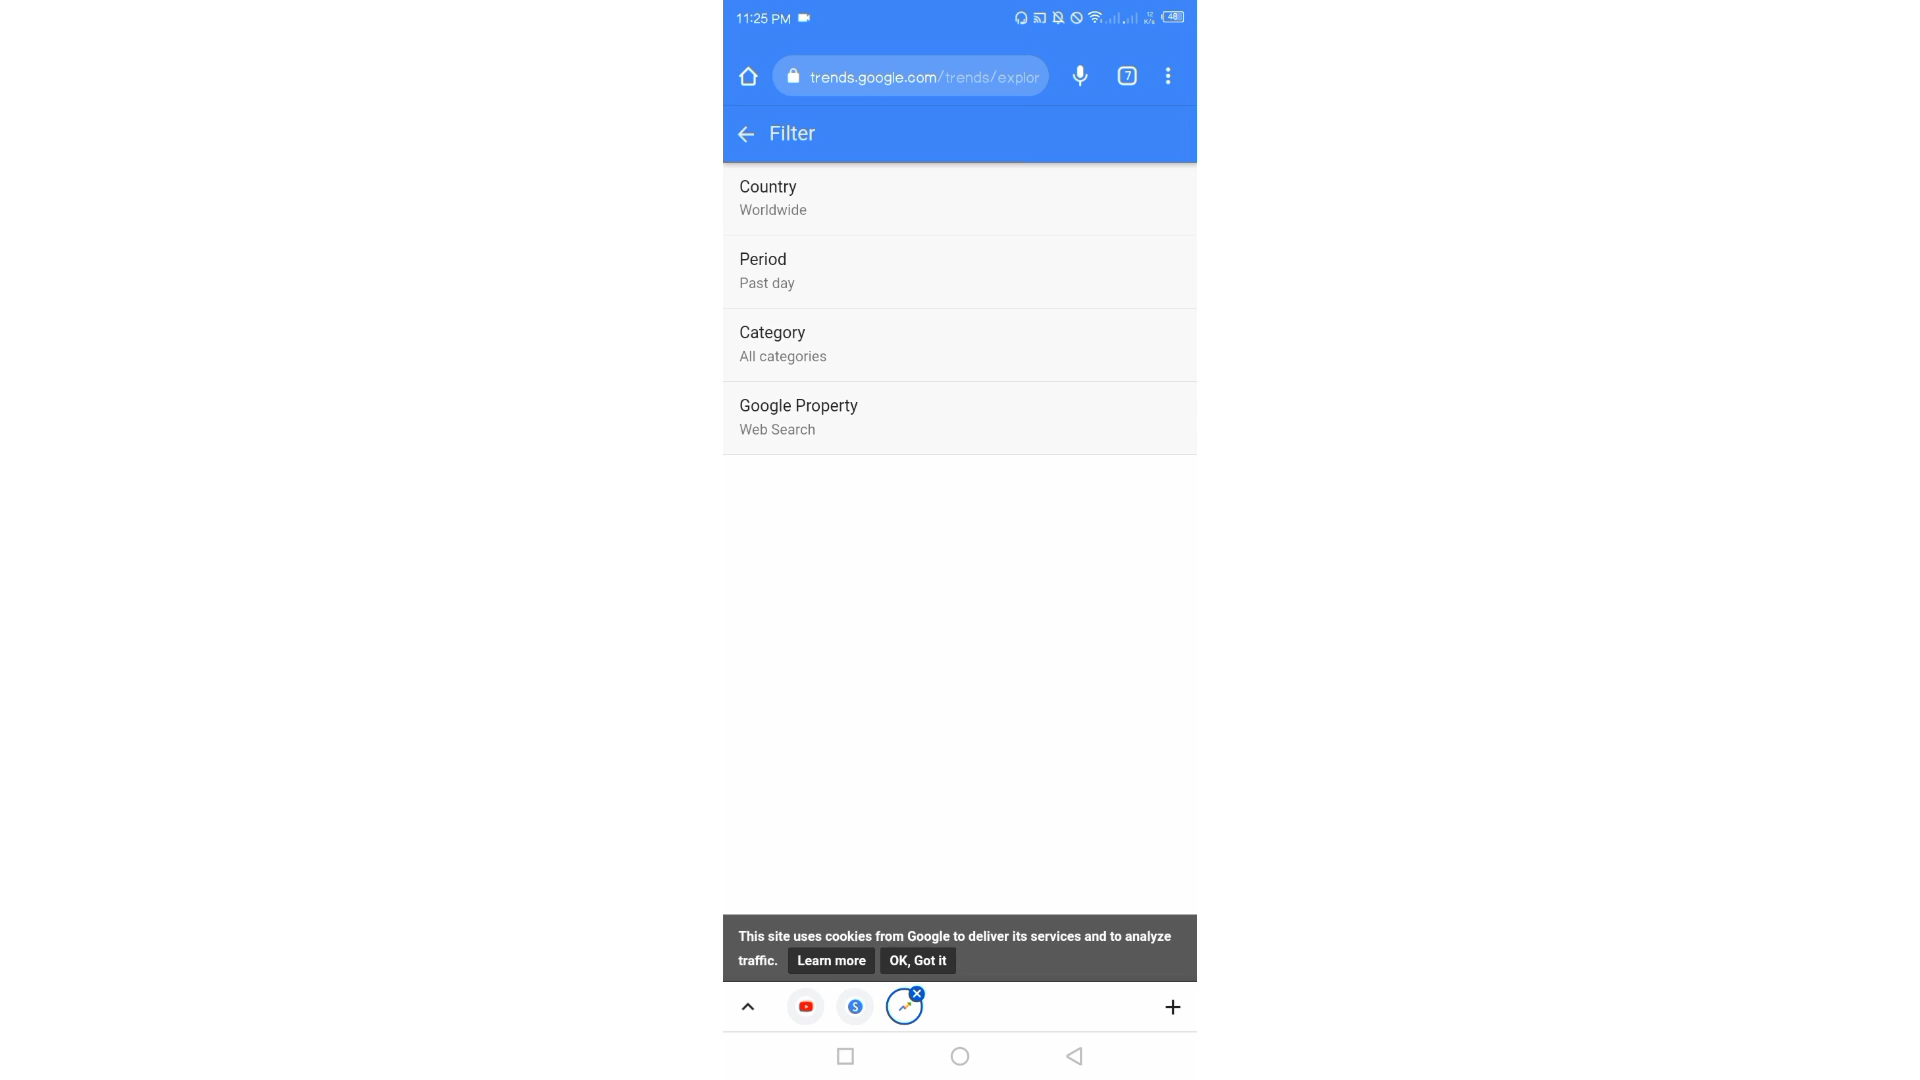 11:25 PM
48
trends.google.com/trends/explor
7
Filter
Country
Worldwide
Period
Past day
Category
All categories
Google Property
Web Search
This site uses cookies from Google to deliver its services and to analyze
traffic. Learn more OK, Got it